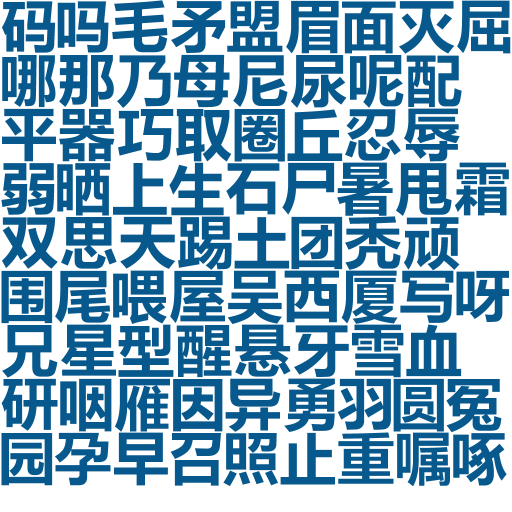 码吗毛矛盟眉面灭屈
哪那乃母尼尿呢配
平器巧取圈丘忍辱
弱晒上生石尸暑甩霜
双思天踢土团秃顽
围尾喂屋吴西厦写呀
兄星型醒悬牙雪血
研咽雁因异勇羽圆冤
园孕早召照止重嘱啄